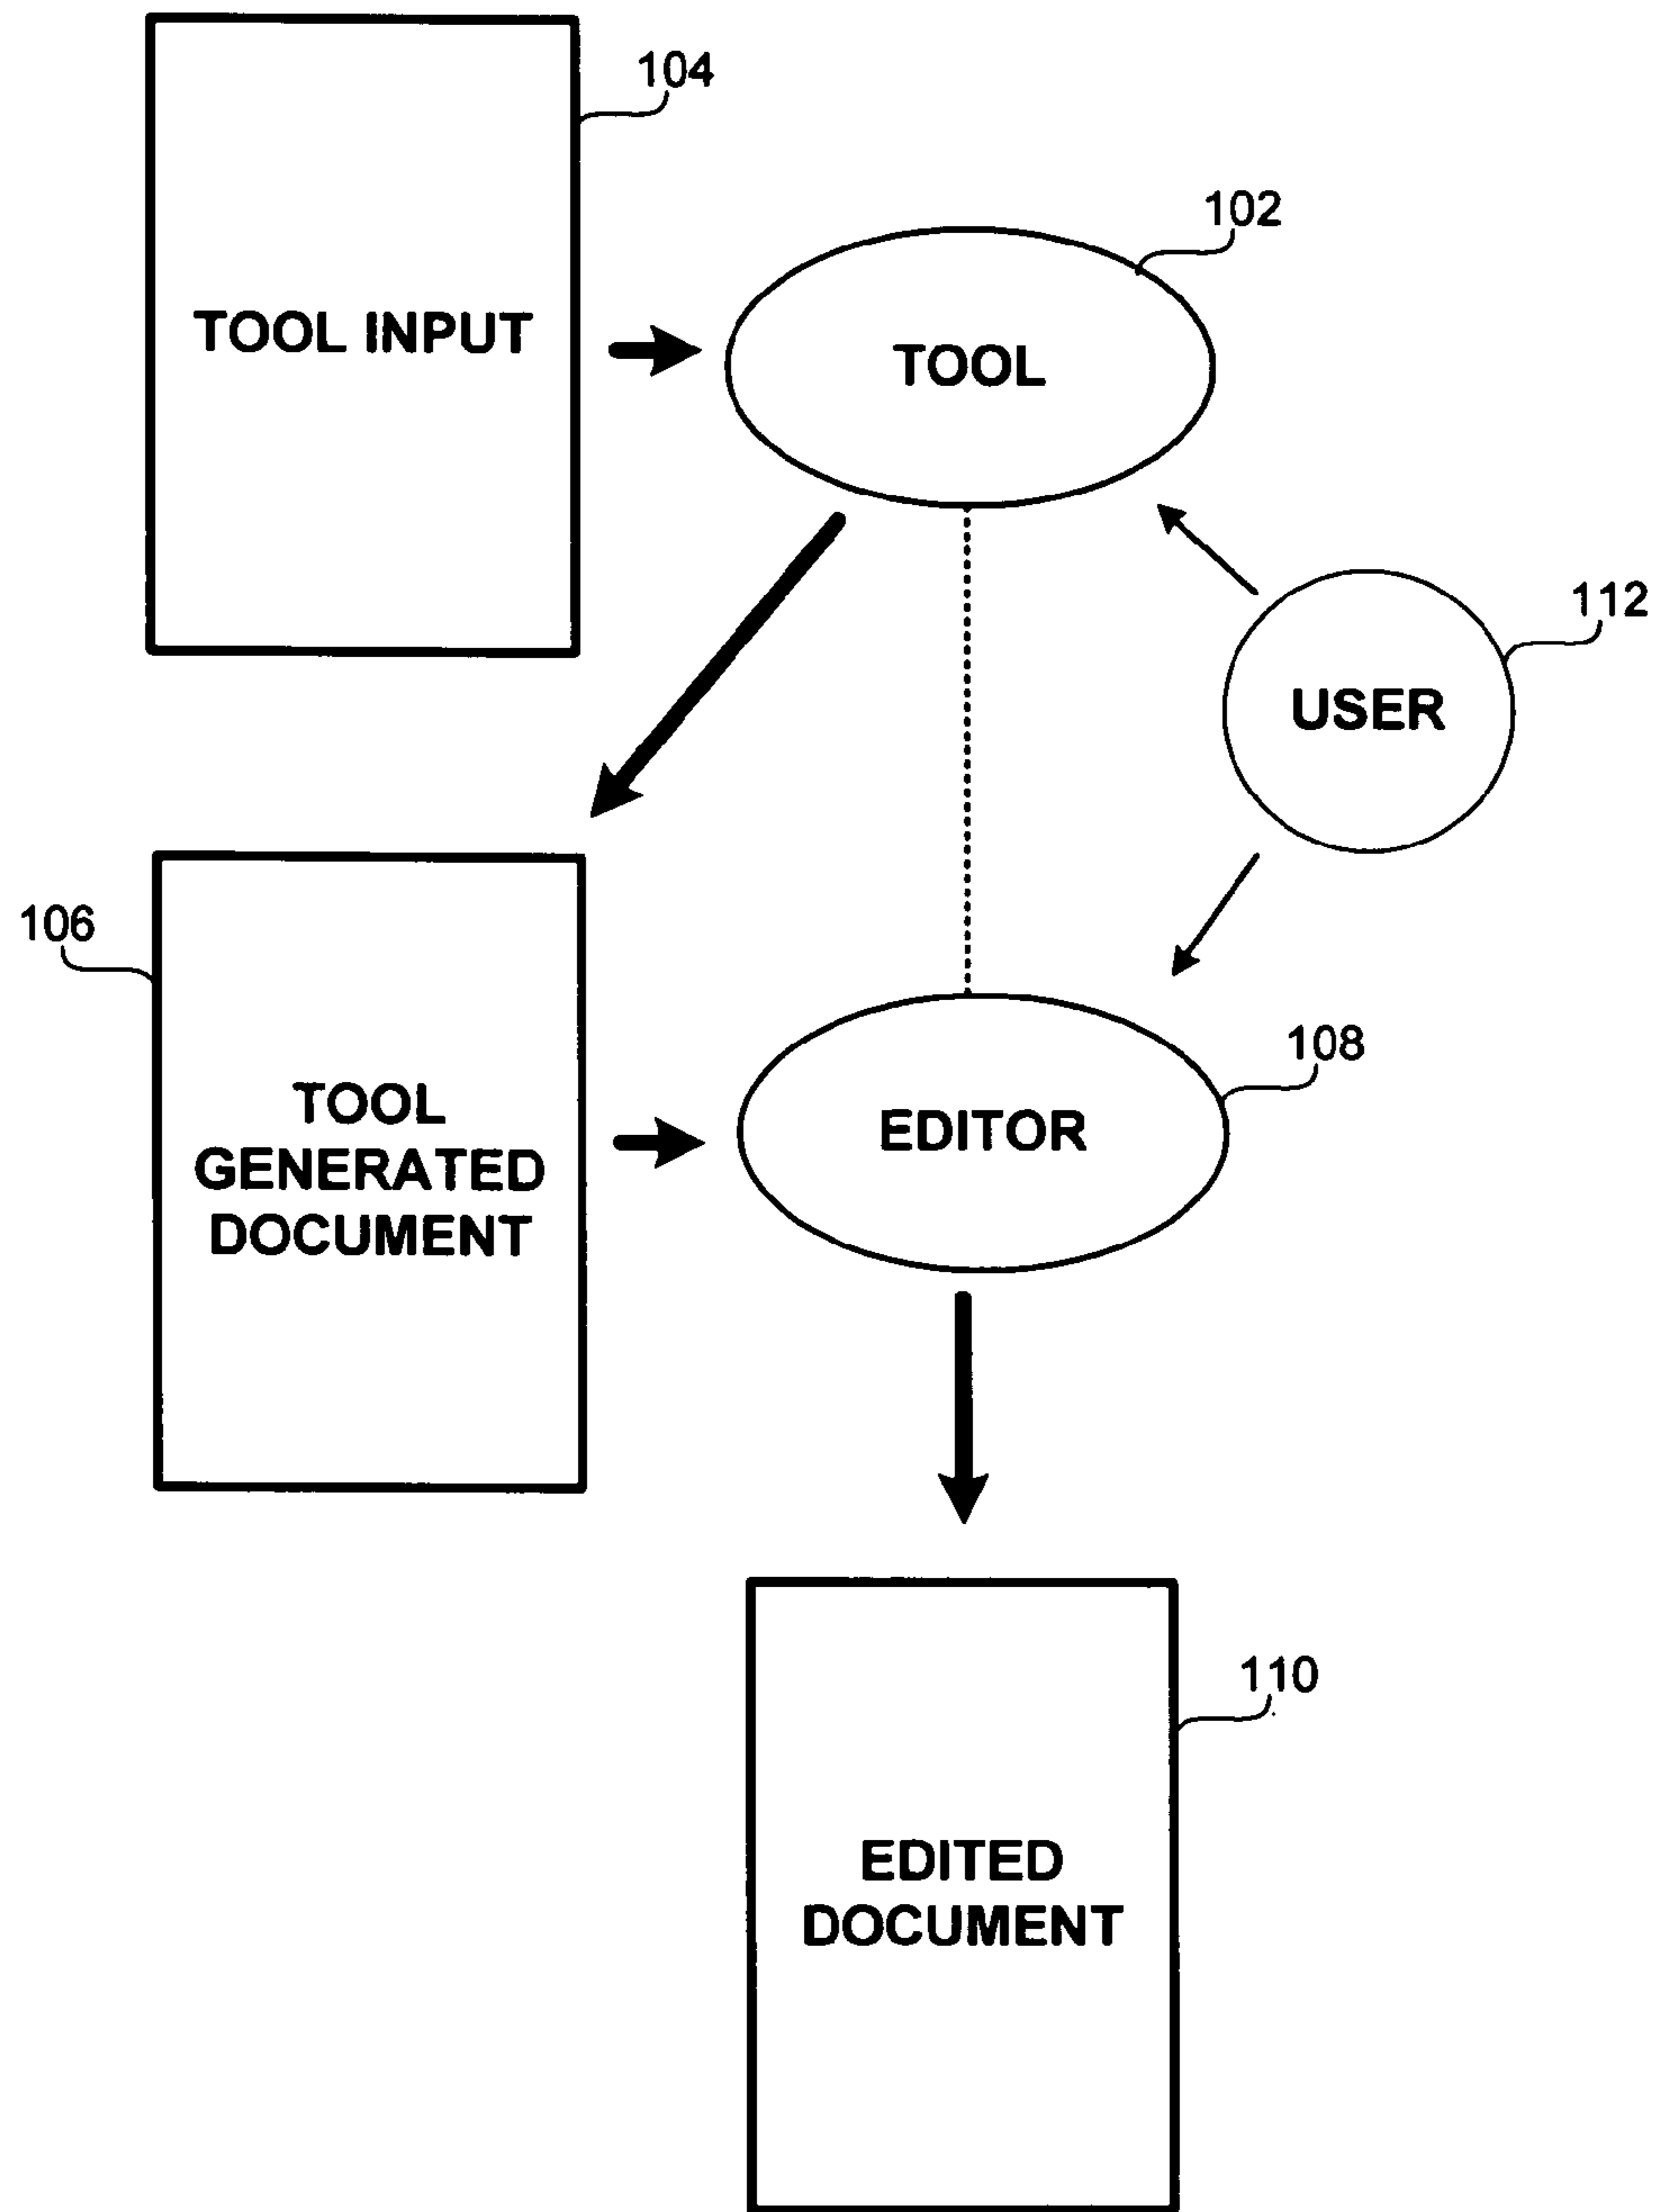 104
102
TOOL INPUT
TOOL
112
USER
106
108
TOOL
GENERATED
DOCUMENT
EDITOR
110
EDITED
DOCUMENT